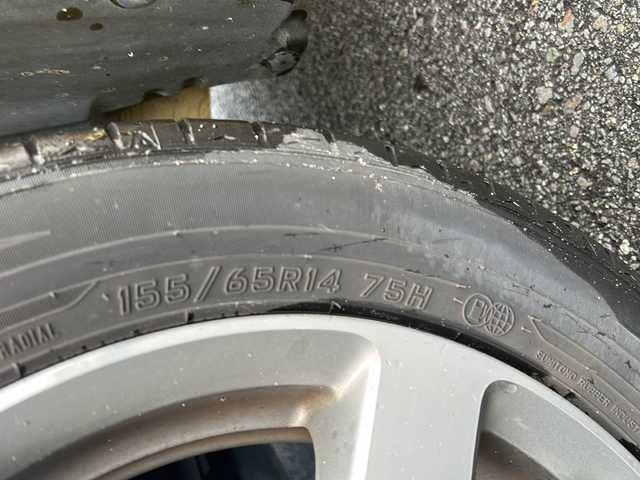 155/65R14 75H
RADIAL
SUMITOMO RUBBER INDUST